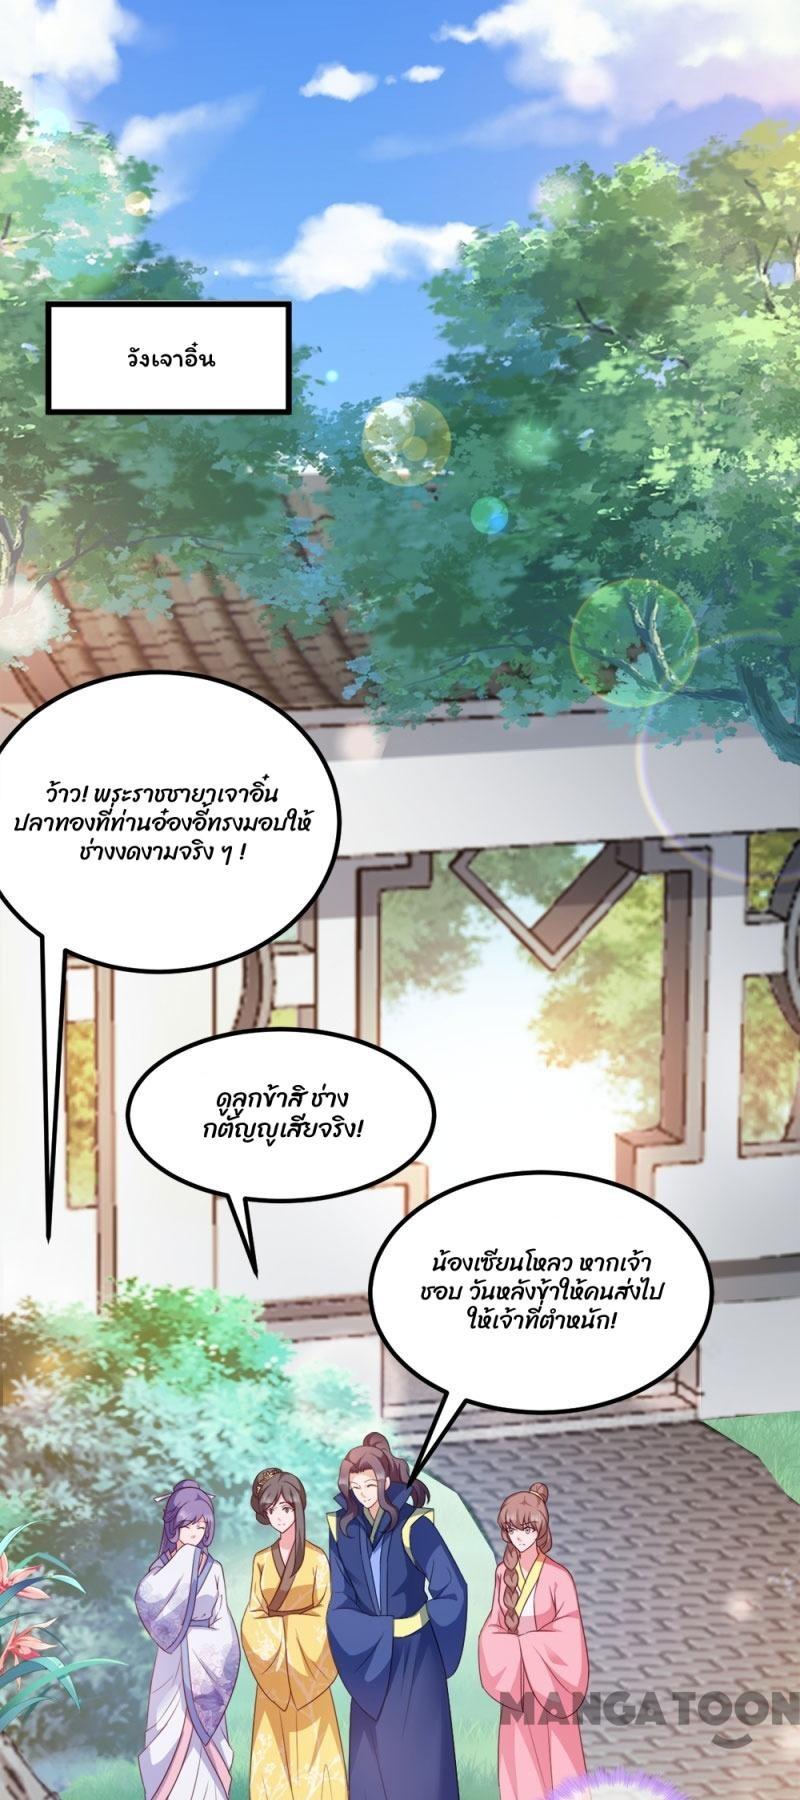 วังเจาอิ๋น
ว้าว! พระราชชายาเจาอิ๋น
ปลาทองที่ท่านอ๋องอี้ทรงมอบให้
ช่างงดงามจริง ๆ !
ดูลูกข้าสิ ช่าง
กตัญญูเสียจริง!
น้องเซียนโหลว หากเจ้า
ชอบ วันหลังข้าให้คนส่งไป
ให้เจ้าที่ตำหนัก!
MANGATOON